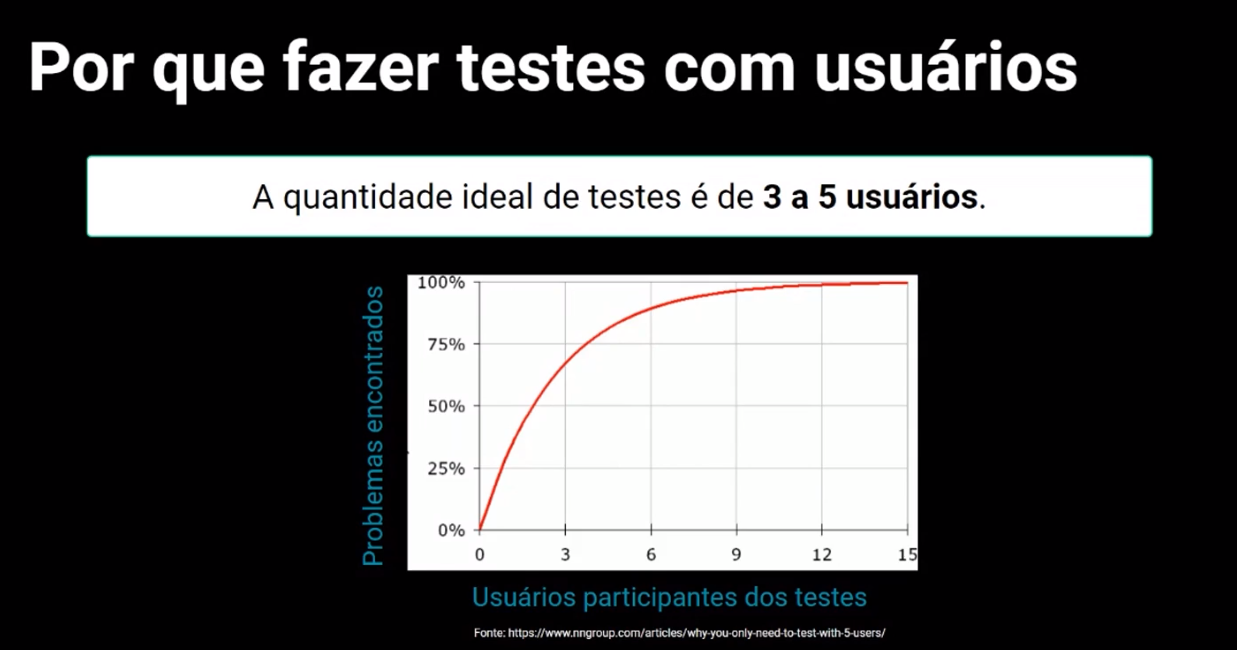 Por que fazer testes com usuários
A quantidade ideal de testes é de 3 a 5 usuários.
Problemas encontrados
100%
75%
50%
25%
0%
0 3 6 9 12 15
Usuários participantes dos testes
Fonte: https://www.nngroup.com/articles/why-you-only-need-to-test-with-5-users/